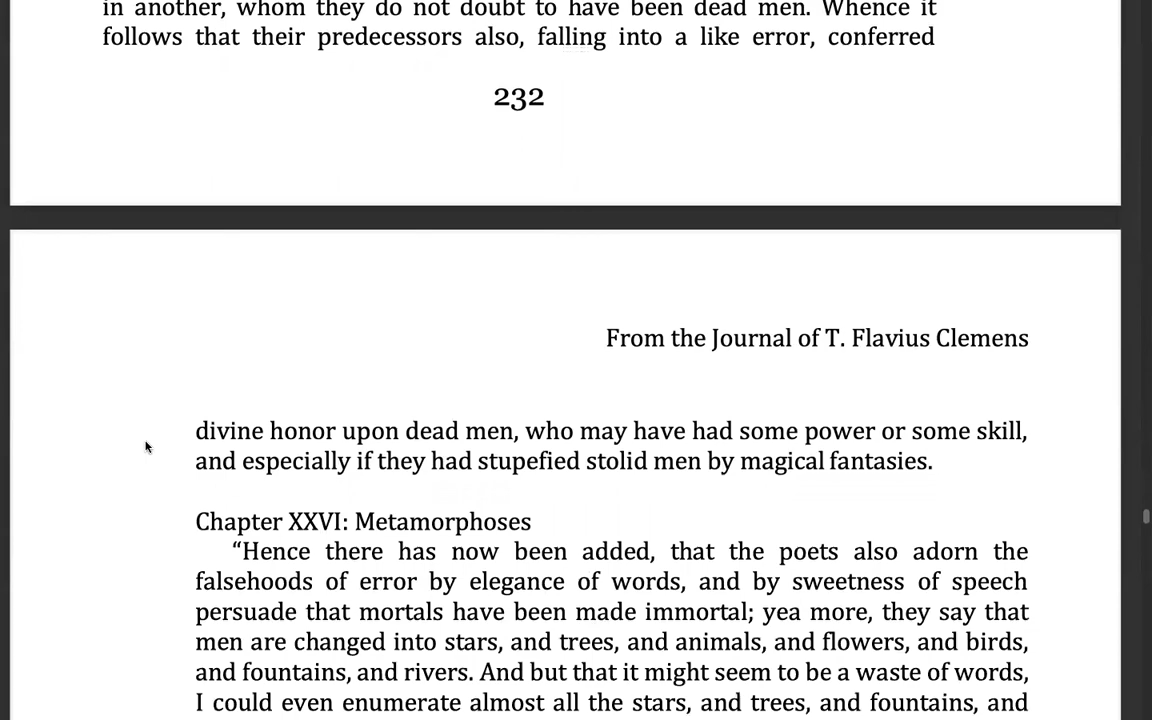 in another, whom they do not doubt to have been dead men. Whence it
follows that their predecessors also, falling into a like error, conferred
232
From the Journal of T. Flavius Clemens
divine honor upon dead men, who may have had some power or some skill,
and especially if they had stupefied stolid men by magical fantasies.
Chapter XXVI: Metamorphoses
“Hence there has now been added, that the poets also adorn the
falsehoods of error by elegance of words, and by sweetness of speech
persuade that mortals have been made immortal; yea more, they say that
men are changed into stars, and trees, and animals, and flowers, and birds,
and fountains, and rivers. And but that it might seem to be a waste of words,
I could even enumerate almost all the stars, and trees, and fountains, and